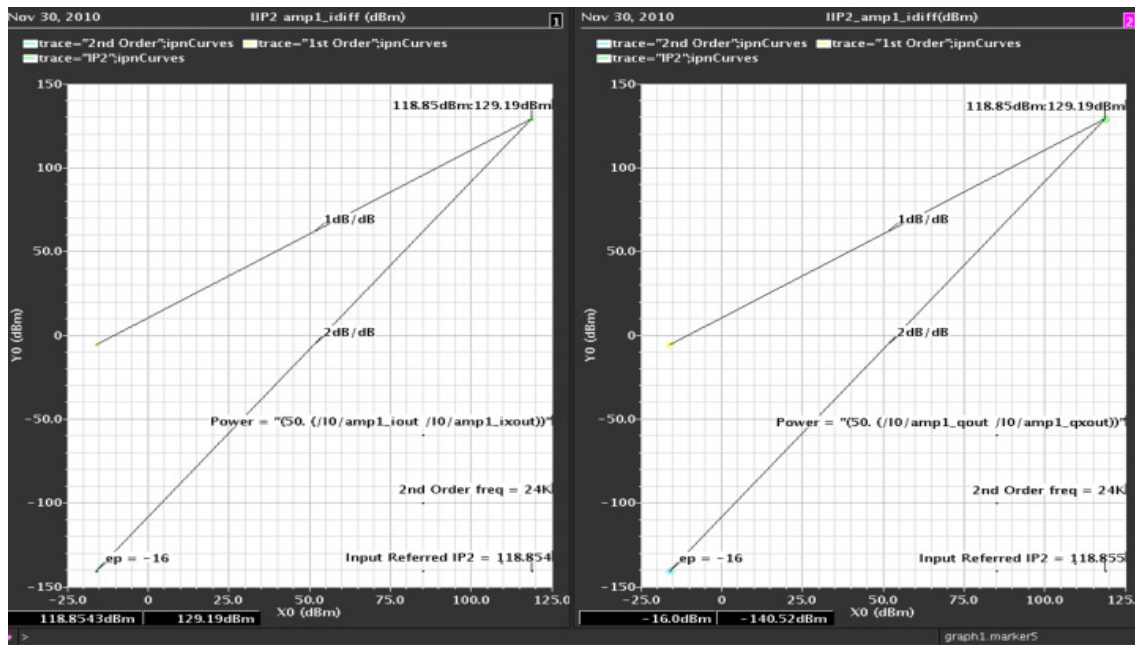 Nov 30, 2010
IIP2 amp1_idiff (dBm)
1
trace="2nd Order";ipnCurves trace="1st Order";ipnCurves
trace="IP2";ipnCurves
150
118.85dBm:129.19dBm
100
1dB/dB
50.0
2dB/dB
0
Y0 (dBm)
-50.0
Power = "(50. (/I0/amp1_iout /I0/amp1_ixout))"
2nd Order freq = 24K
-100
ep = -16
Input Referred IP2 = 118.854
-150
-25.0 0 25.0 50.0 75.0 100.0 125.0
X0 (dBm)
118.8543dBm 129.19dBm
Nov 30, 2010
IIP2_amp1_idiff(dBm)
2
trace="2nd Order";ipnCurves trace="1st Order";ipnCurves
trace="IP2";ipnCurves
150
118.85dBm:129.19dBm
100
1dB/dB
50.0
2dB/dB
0
Y0 (dBm)
-50.0
Power = "(50. (/I0/amp1_qout /I0/amp1_qxout))"
2nd Order freq = 24K
-100
ep = -16
Input Referred IP2 = 118.855
-150
-25.0 0 25.0 50.0 75.0 100.0 125.0
X0 (dBm)
-16.0dBm -140.52dBm
>
graph1.marker5